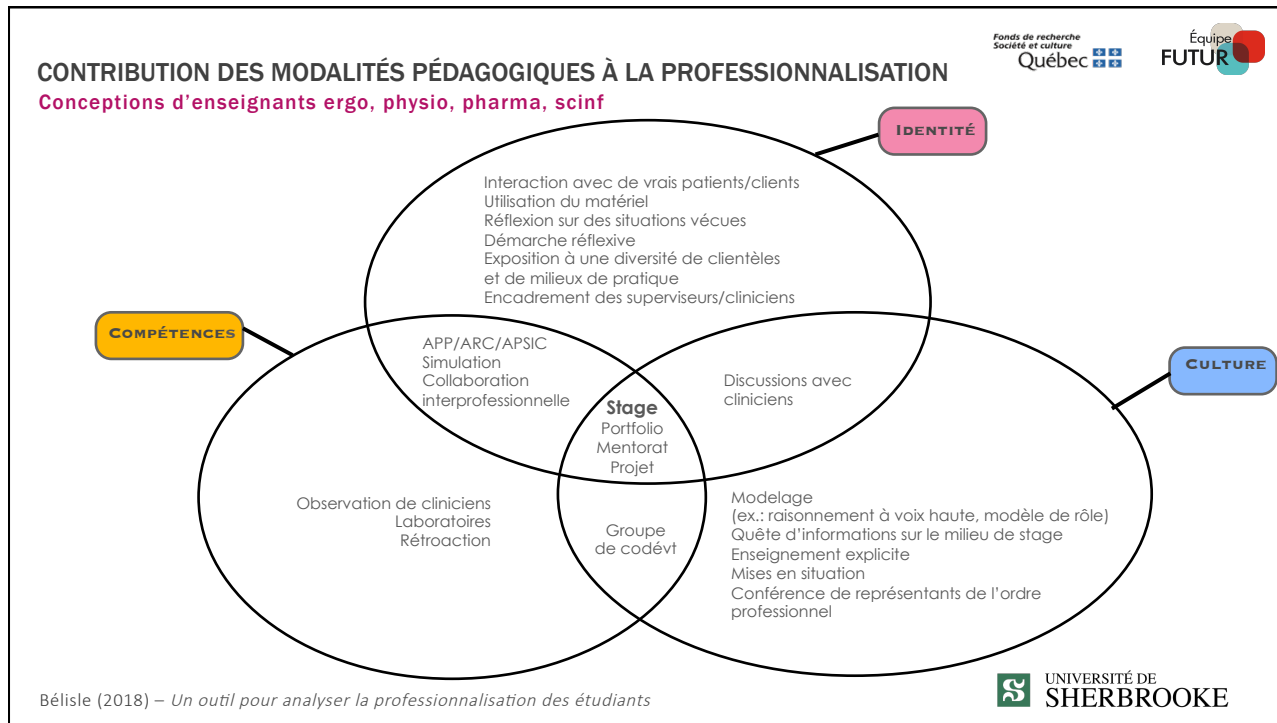 CONTRIBUTION DES MODALITÉS PÉDAGOGIQUES À LA PROFESSIONNALISATION
Conceptions d'enseignants ergo, physio, pharma, scinf
Fonds de recherche
Société et culture
Québec
Équipe
FUTUR
IDENTITÉ
Interaction avec de vrais patients/clients
Utilisation du matériel
Réflexion sur des situations vécues
Démarche réflexive
Exposition à une diversité de clientèles
et de milieux de pratique
Encadrement des superviseurs/cliniciens
COMPÉTENCES
APP/ARC/APSIC
Simulation
Collaboration
interprofessionnelle
Discussions avec
cliniciens
CULTURE
Stage
Portfolio
Mentorat
Projet
Observation de cliniciens
Laboratoires
Rétroaction
Groupe
de codévt
Modelage
(ex.: raisonnement à voix haute, modèle de rôle)
Quête d'informations sur le milieu de stage
Enseignement explicite
Mises en situation
Conférence de représentants de l'ordre
professionnel
Bélisle (2018) – Un outil pour analyser la professionnalisation des étudiants
S
UNIVERSITÉ DE
SHERBROOKE